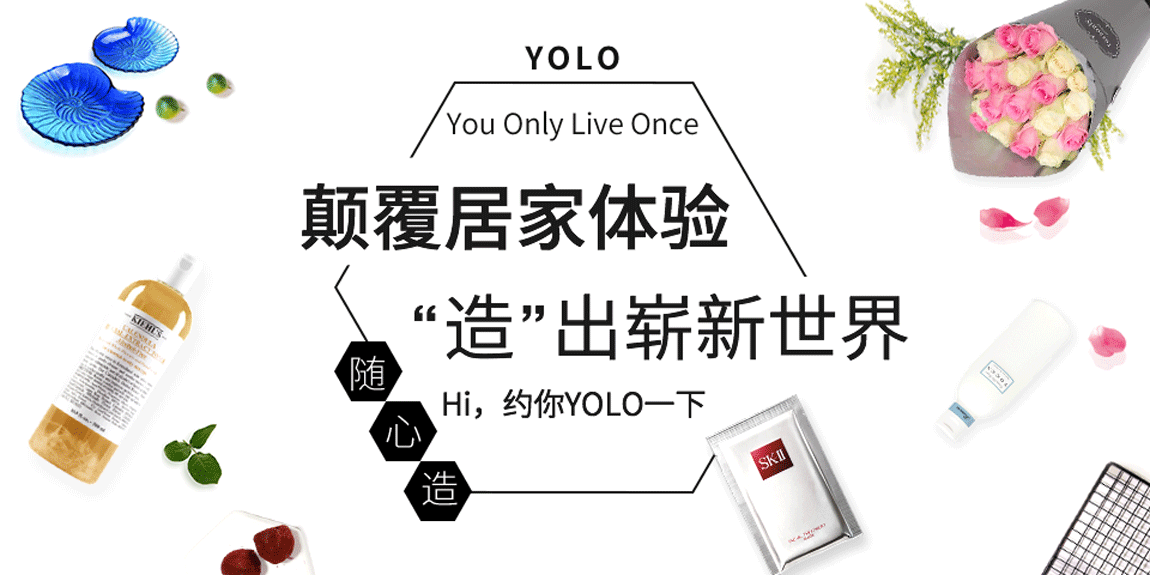 YOLO
You Only Live Once
颠覆居家体验
“造”出崭新世界
Hi，约你YOLO一下
随
心
造
KIEHL'S
CALENDULA
SK-II